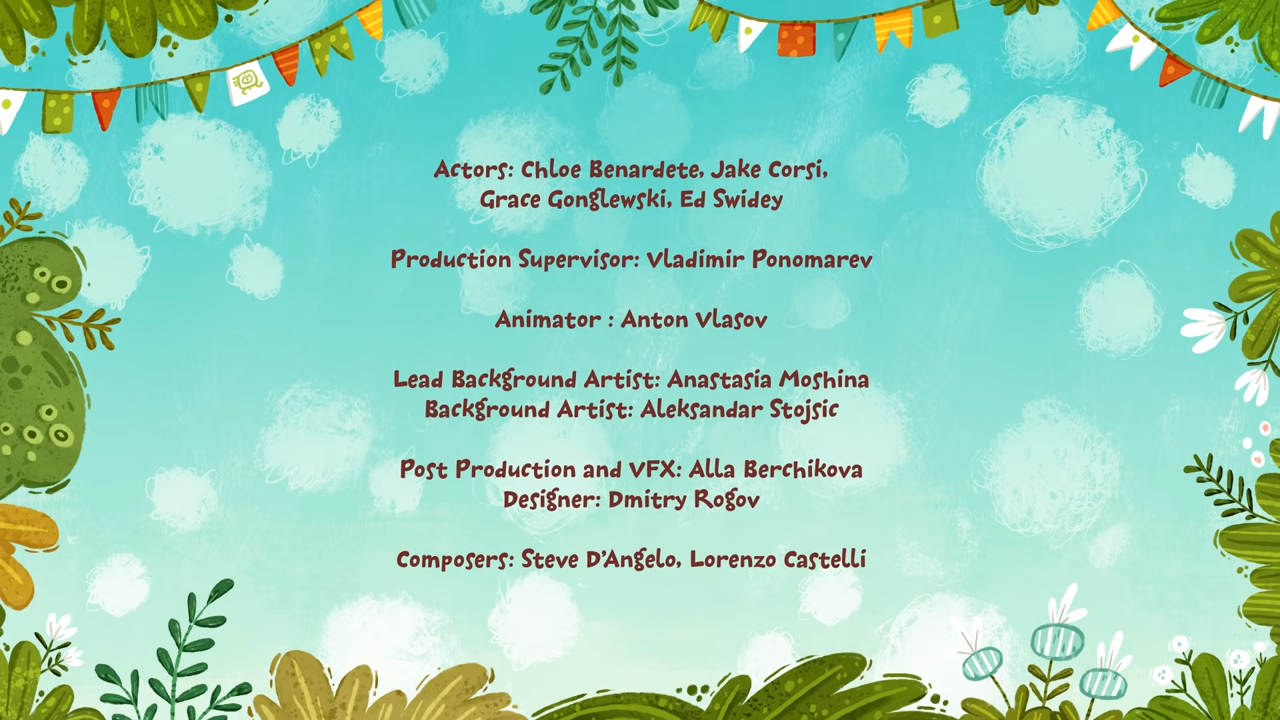 Actors: Chloe Benardete, Jake Corsi,
Grace Gonglewski, Ed Swidey
Production Supervisor: Vladimir Ponomarev
Animator : Anton Vlasov
Lead Background Artist: Anastasia Moshina
Background Artist: Aleksandar Stojsic
Post Production and VFX: Alla Berchikova
Designer: Dmitry Rogov
Composers: Steve D'Angelo, Lorenzo Castelli